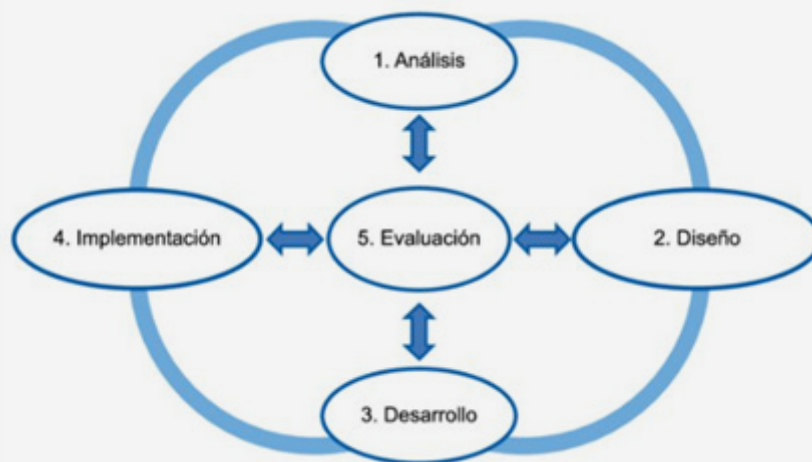 1. Análisis
4. Implementación
5. Evaluación
2. Diseño
3. Desarrollo